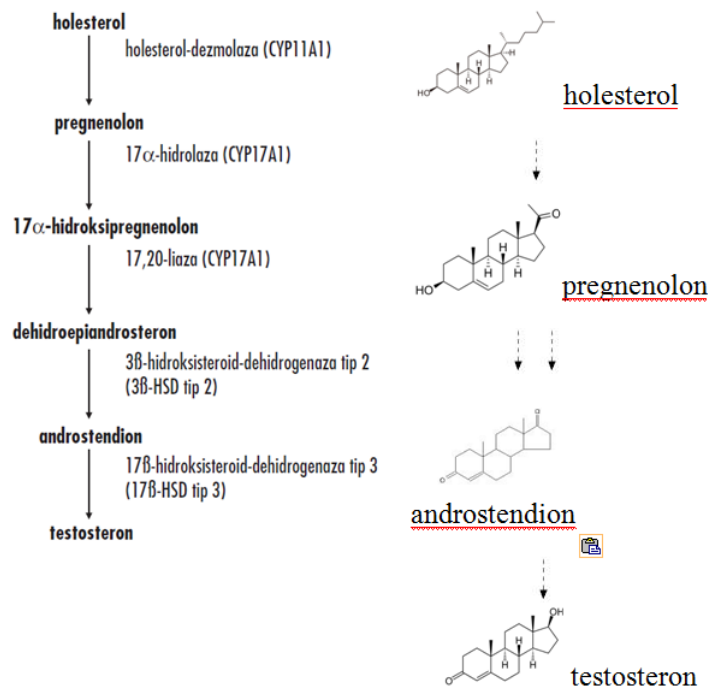 holesterol
holesterol-dezmolaza (CYP11A1)
pregnenolon
17α-hidrolaza (CYP17A1)
17α-hidroksipregnenolon
17,20-liaza (CYP17A1)
dehidroepiandrosteron
3ß-hidroksisteroid-dehidrogenaza tip 2
(3ß-HSD tip 2)
androstendion
17ß-hidroksisteroid-dehidrogenaza tip 3
(17ß-HSD tip 3)
testosteron
H
H
H
HO
holesterol
O
H
H
H
HO
pregnenolon
O
O
androstendion
OH
H
H
H
O
testosteron